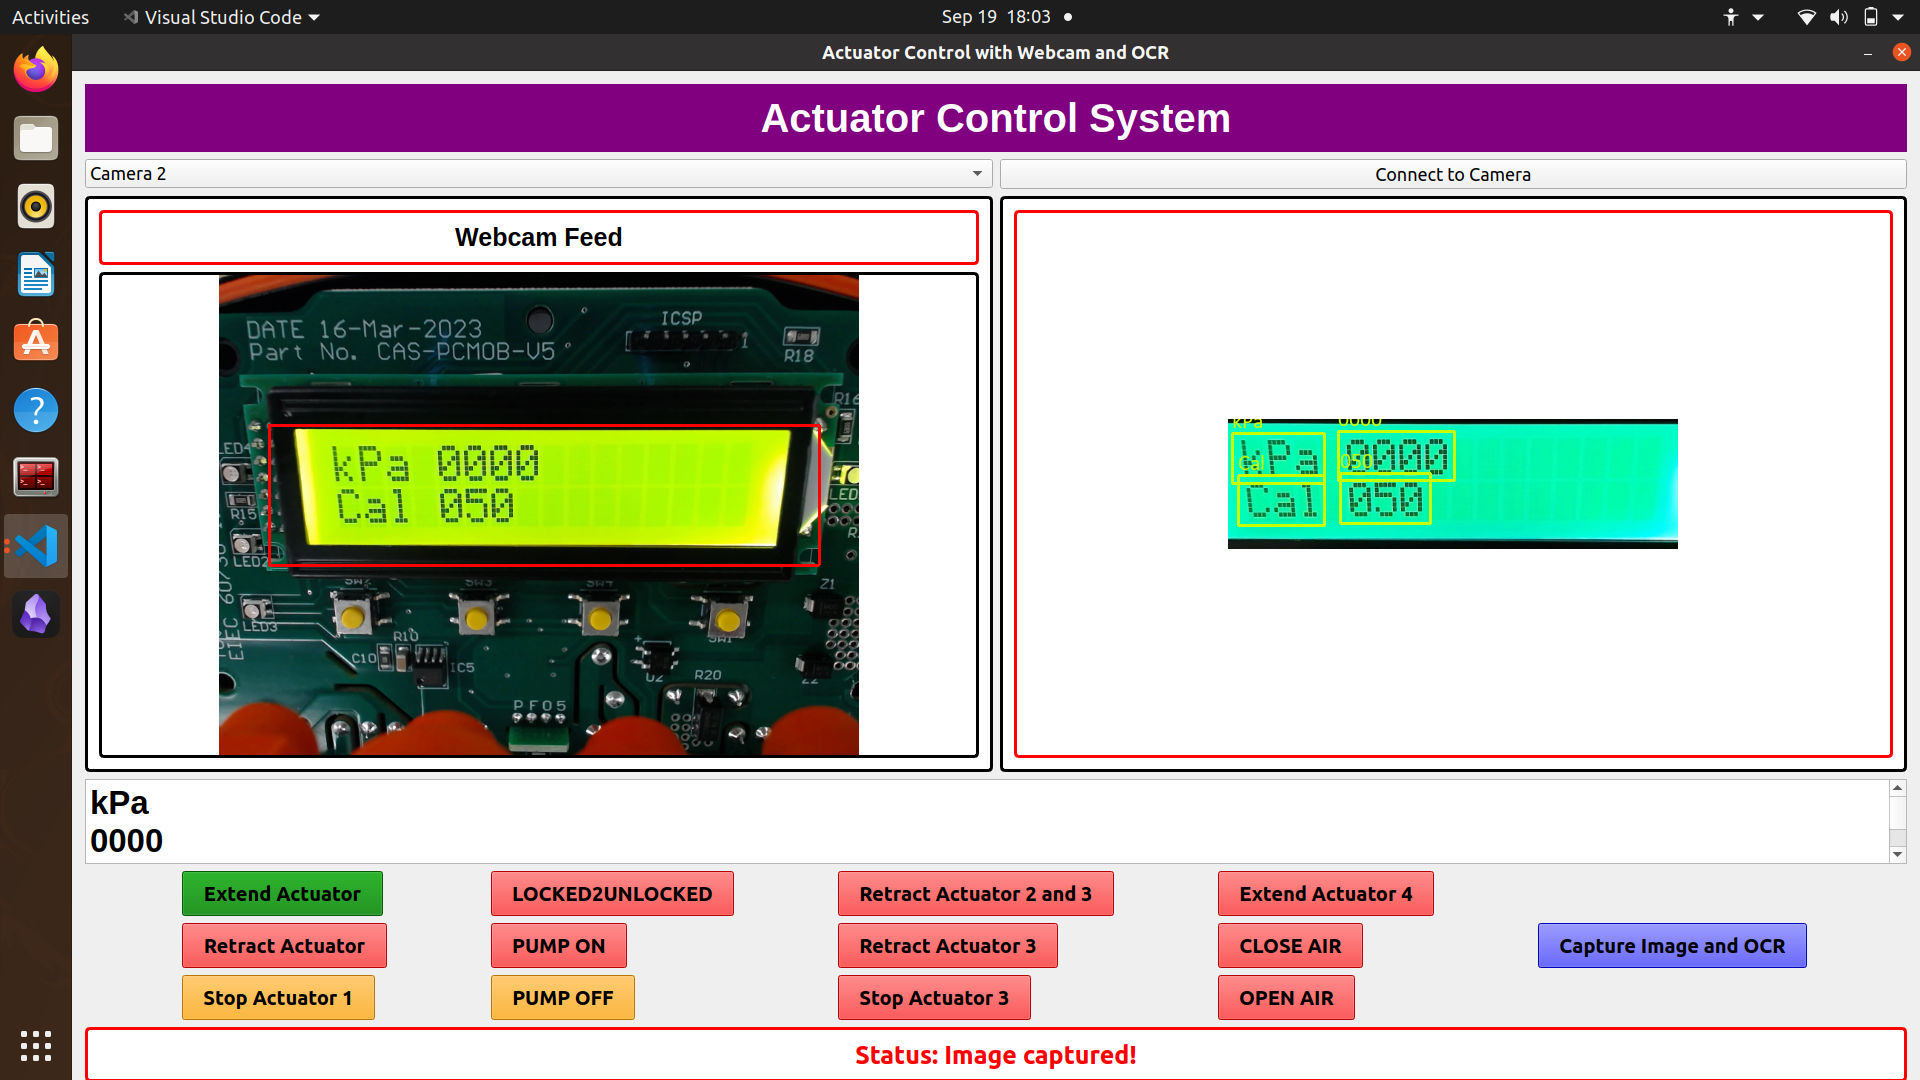 Activities
Visual Studio Code
Sep 19 18:03
Actuator Control with Webcam and OCR
Actuator Control System
Camera 2
Connect to Camera
Webcam Feed
DATE 16-Mar-2023
Part No. CAS-PCMOB-V5
ICSP
1
R18
R16
LED4
R15
LED2
LED3
LED
kPa 0000
Cal 050
SW2
SW3
SW4
SW1
Z1
R10
C10
IC5
U2
R20
Z2
EIEC 60730
PF05
kPa
0000
Cal
050
kPa 0000
Cal 050
kPa
0000
Extend Actuator
LOCKED2UNLOCKED
Retract Actuator 2 and 3
Extend Actuator 4
Retract Actuator
PUMP ON
Retract Actuator 3
CLOSE AIR
Capture Image and OCR
Stop Actuator 1
PUMP OFF
Stop Actuator 3
OPEN AIR
Status: Image captured!